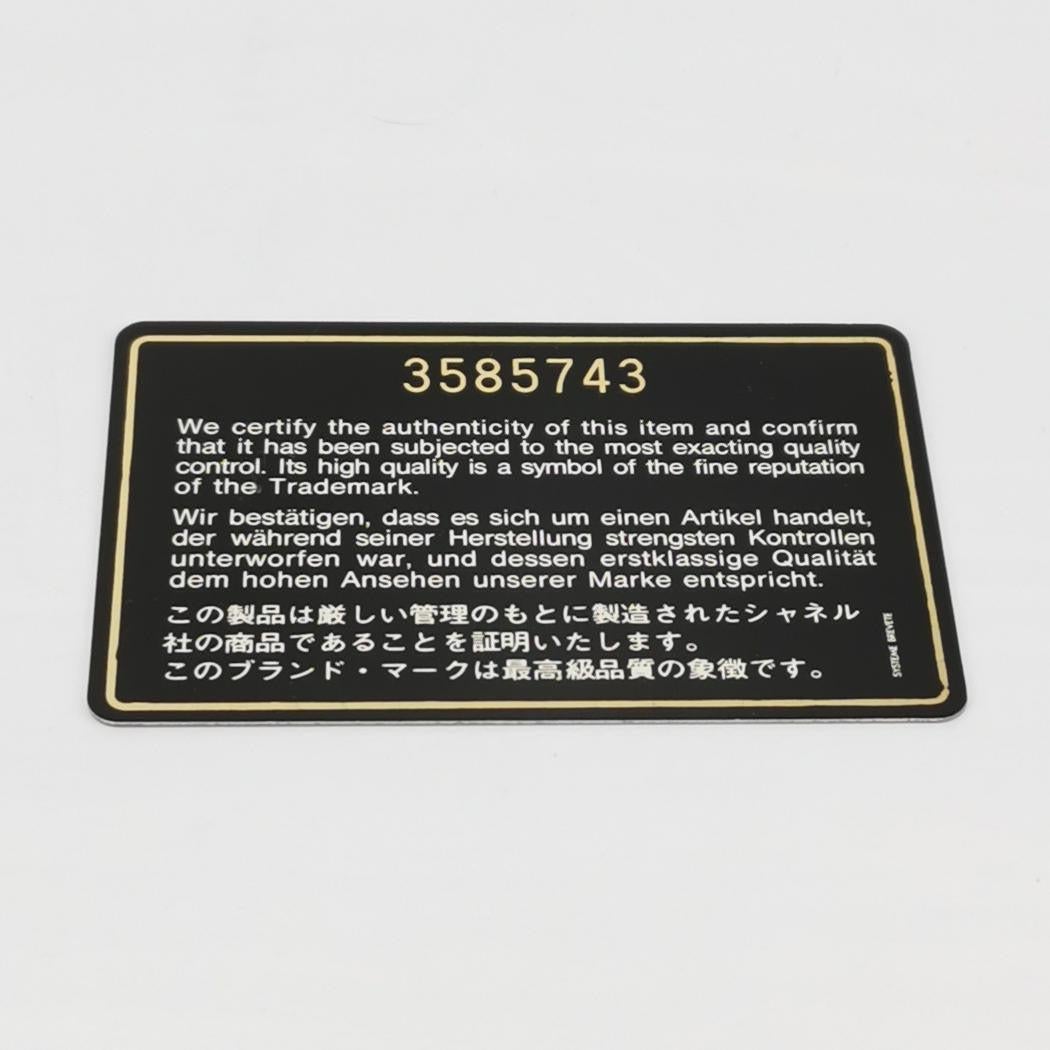 3585743
We certify the authenticity of this item and confirm
that it has been subjected to the most exacting quality
control. Its high quality is a symbol of the fine reputation
of the Trademark.
Wir bestätigen, dass es sich um einen Artikel handelt,
der während seiner Herstellung strengsten Kontrollen
unterworfen war, und dessen erstklassige Qualität
dem hohen Ansehen unserer Marke entspricht.
この製品は厳しい管理のもとに製造されたシャネル
社の商品であることを証明いたします。
このブランド・マークは最高級品質の象徴です。
SYSTEME BREVETE